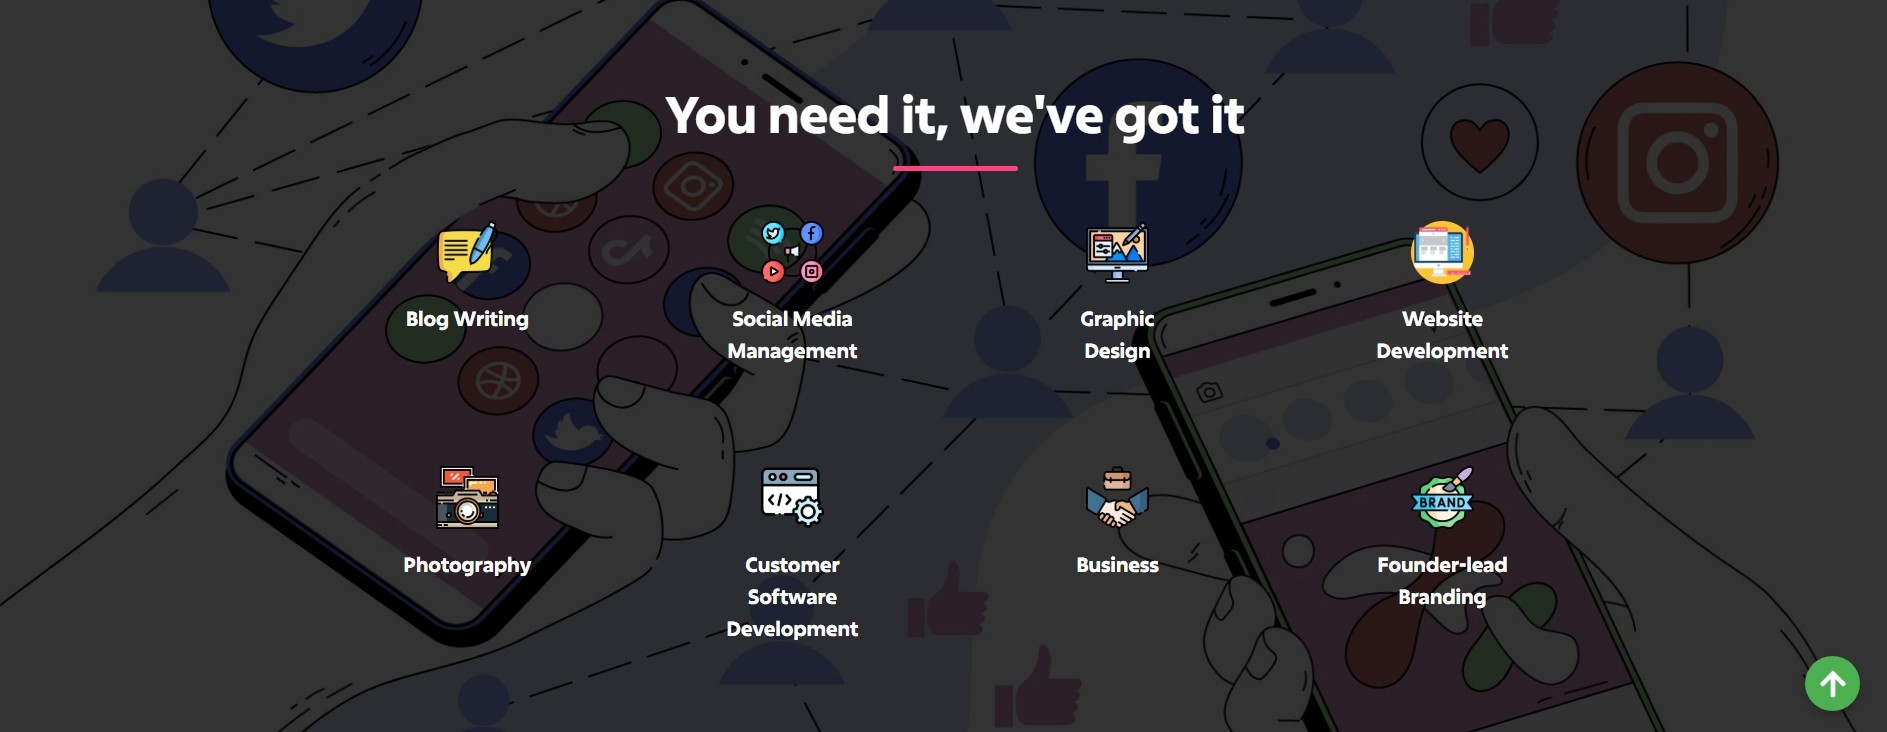 You need it, we've got it
Blog Writing
Social Media
Management
Graphic
Design
Website
Development
Photography
Customer
Software
Development
Business
BRAND
Founder-lead
Branding